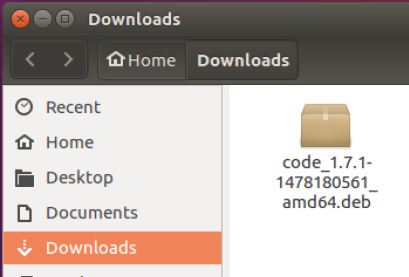 Downloads
Home Downloads
Recent
Home
Desktop
Documents
Downloads
code_1.7.1-
1478180561_
amd64.deb